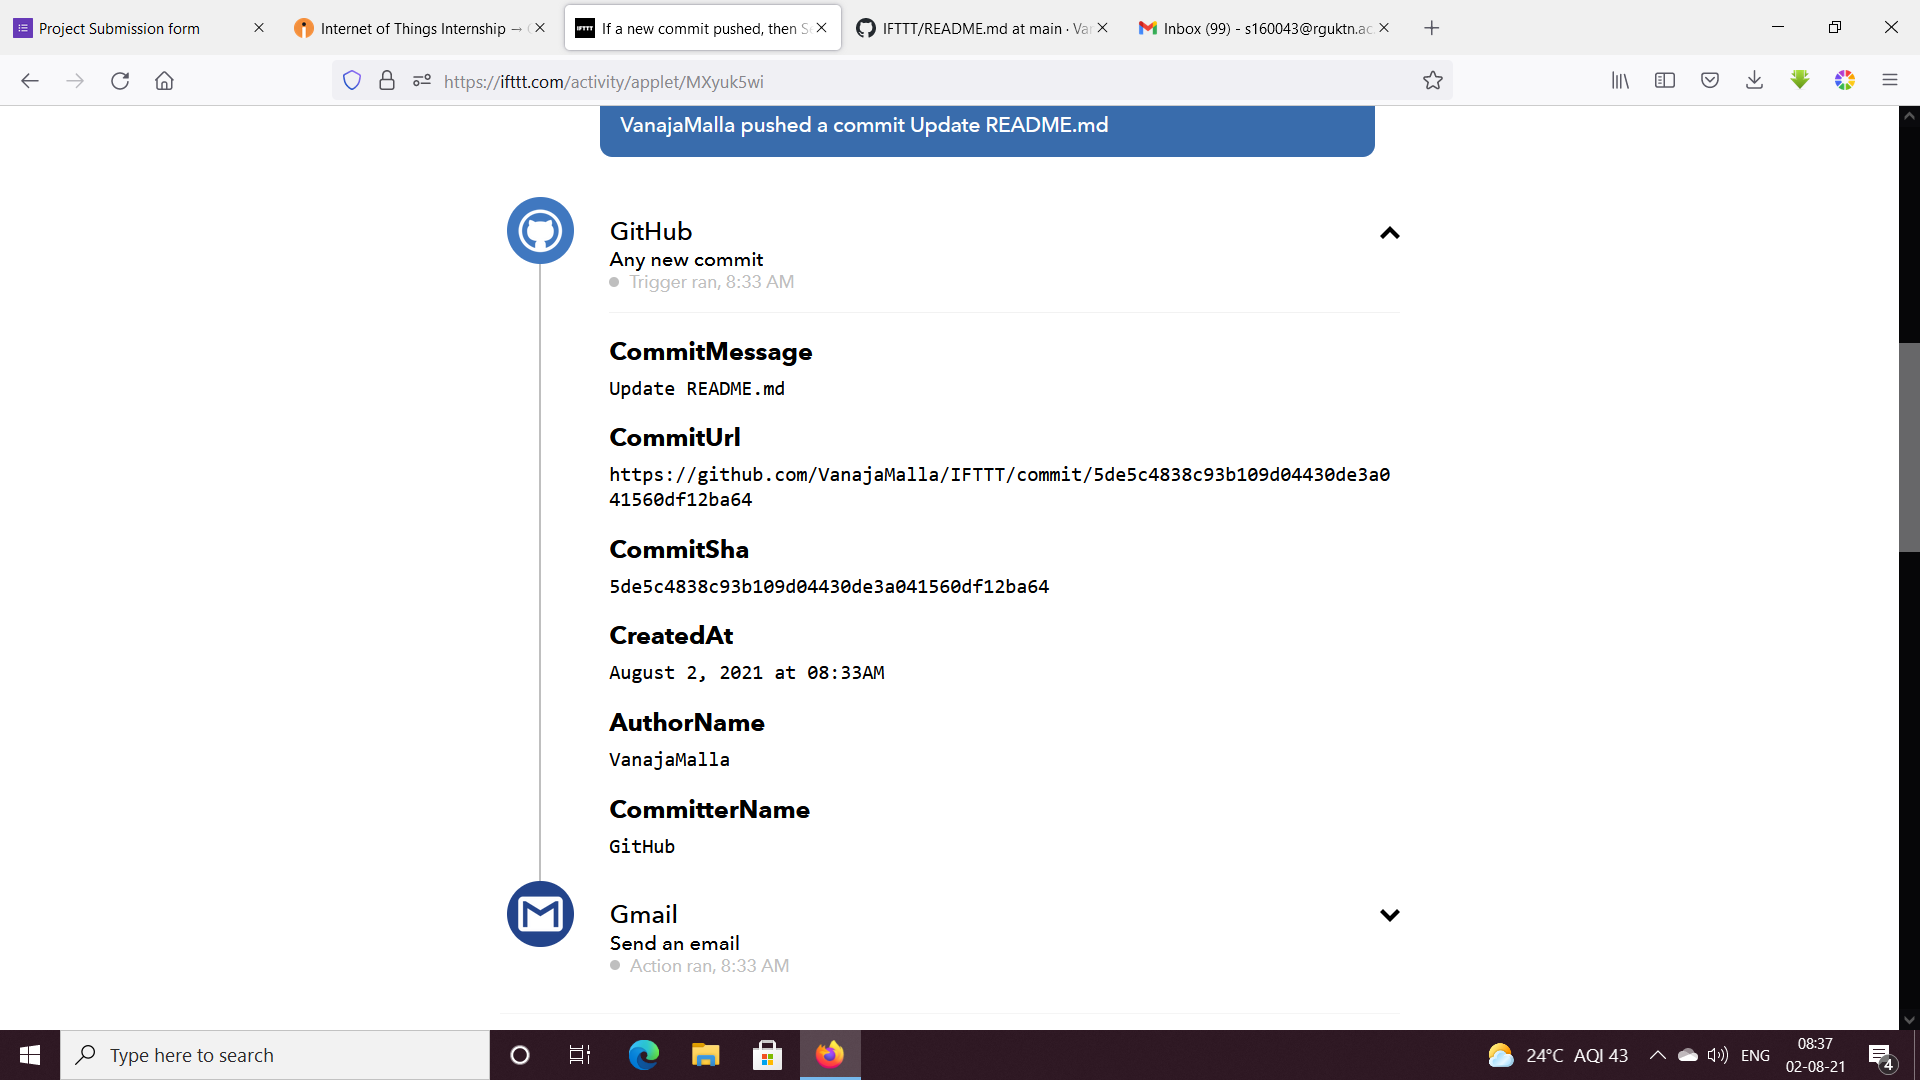 Project Submission form
Internet of Things Internship → 
IFTTT If a new commit pushed, then S
IFTTT/README.md at main · Va
Inbox (99) - s160043@rguktn.ac.
https://ifttt.com/activity/applet/MXyuk5wi
VanajaMalla pushed a commit Update README.md
GitHub
Any new commit
Trigger ran, 8:33 AM
CommitMessage
Update README.md
CommitUrl
https://github.com/VanajaMalla/IFTTT/commit/5de5c4838c93b109d04430de3a0
41560df12ba64
CommitSha
5de5c4838c93b109d04430de3a041560df12ba64
CreatedAt
August 2, 2021 at 08:33AM
AuthorName
VanajaMalla
CommitterName
GitHub
Gmail
Send an email
Action ran, 8:33 AM
Type here to search
24°C AQI 43
ENG
08:37
02-08-21
4